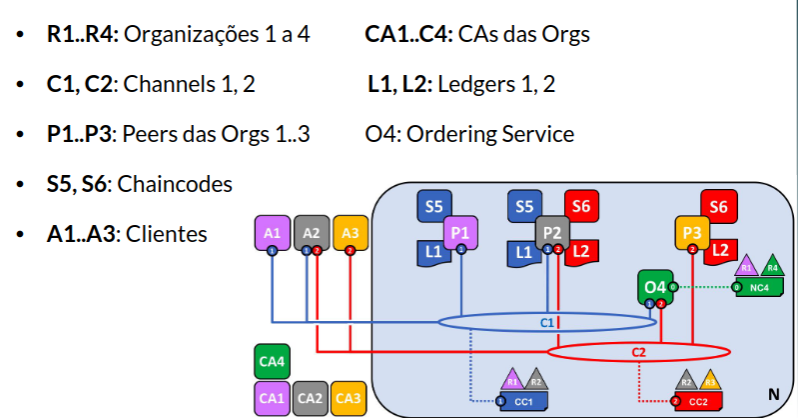 • R1..R4: Organizações 1 a 4 CA1..C4: CAs das Orgs
• C1, C2: Channels 1, 2 L1, L2: Ledgers 1, 2
• P1..P3: Peers das Orgs 1..3 O4: Ordering Service
• S5, S6: Chaincodes
• A1..A3: Clientes
S5 S5 S6 S6
A1 A2 A3 P1 P2 P3
1 1 2 2 1 1 2 2
L1 L1 L2 L2
R1 R4
O4 0 0 NC4
1 2
C1
C2
CA4
CA1 CA2 CA3
R1 R2 R2 R3
1 CC1 2 CC2
N